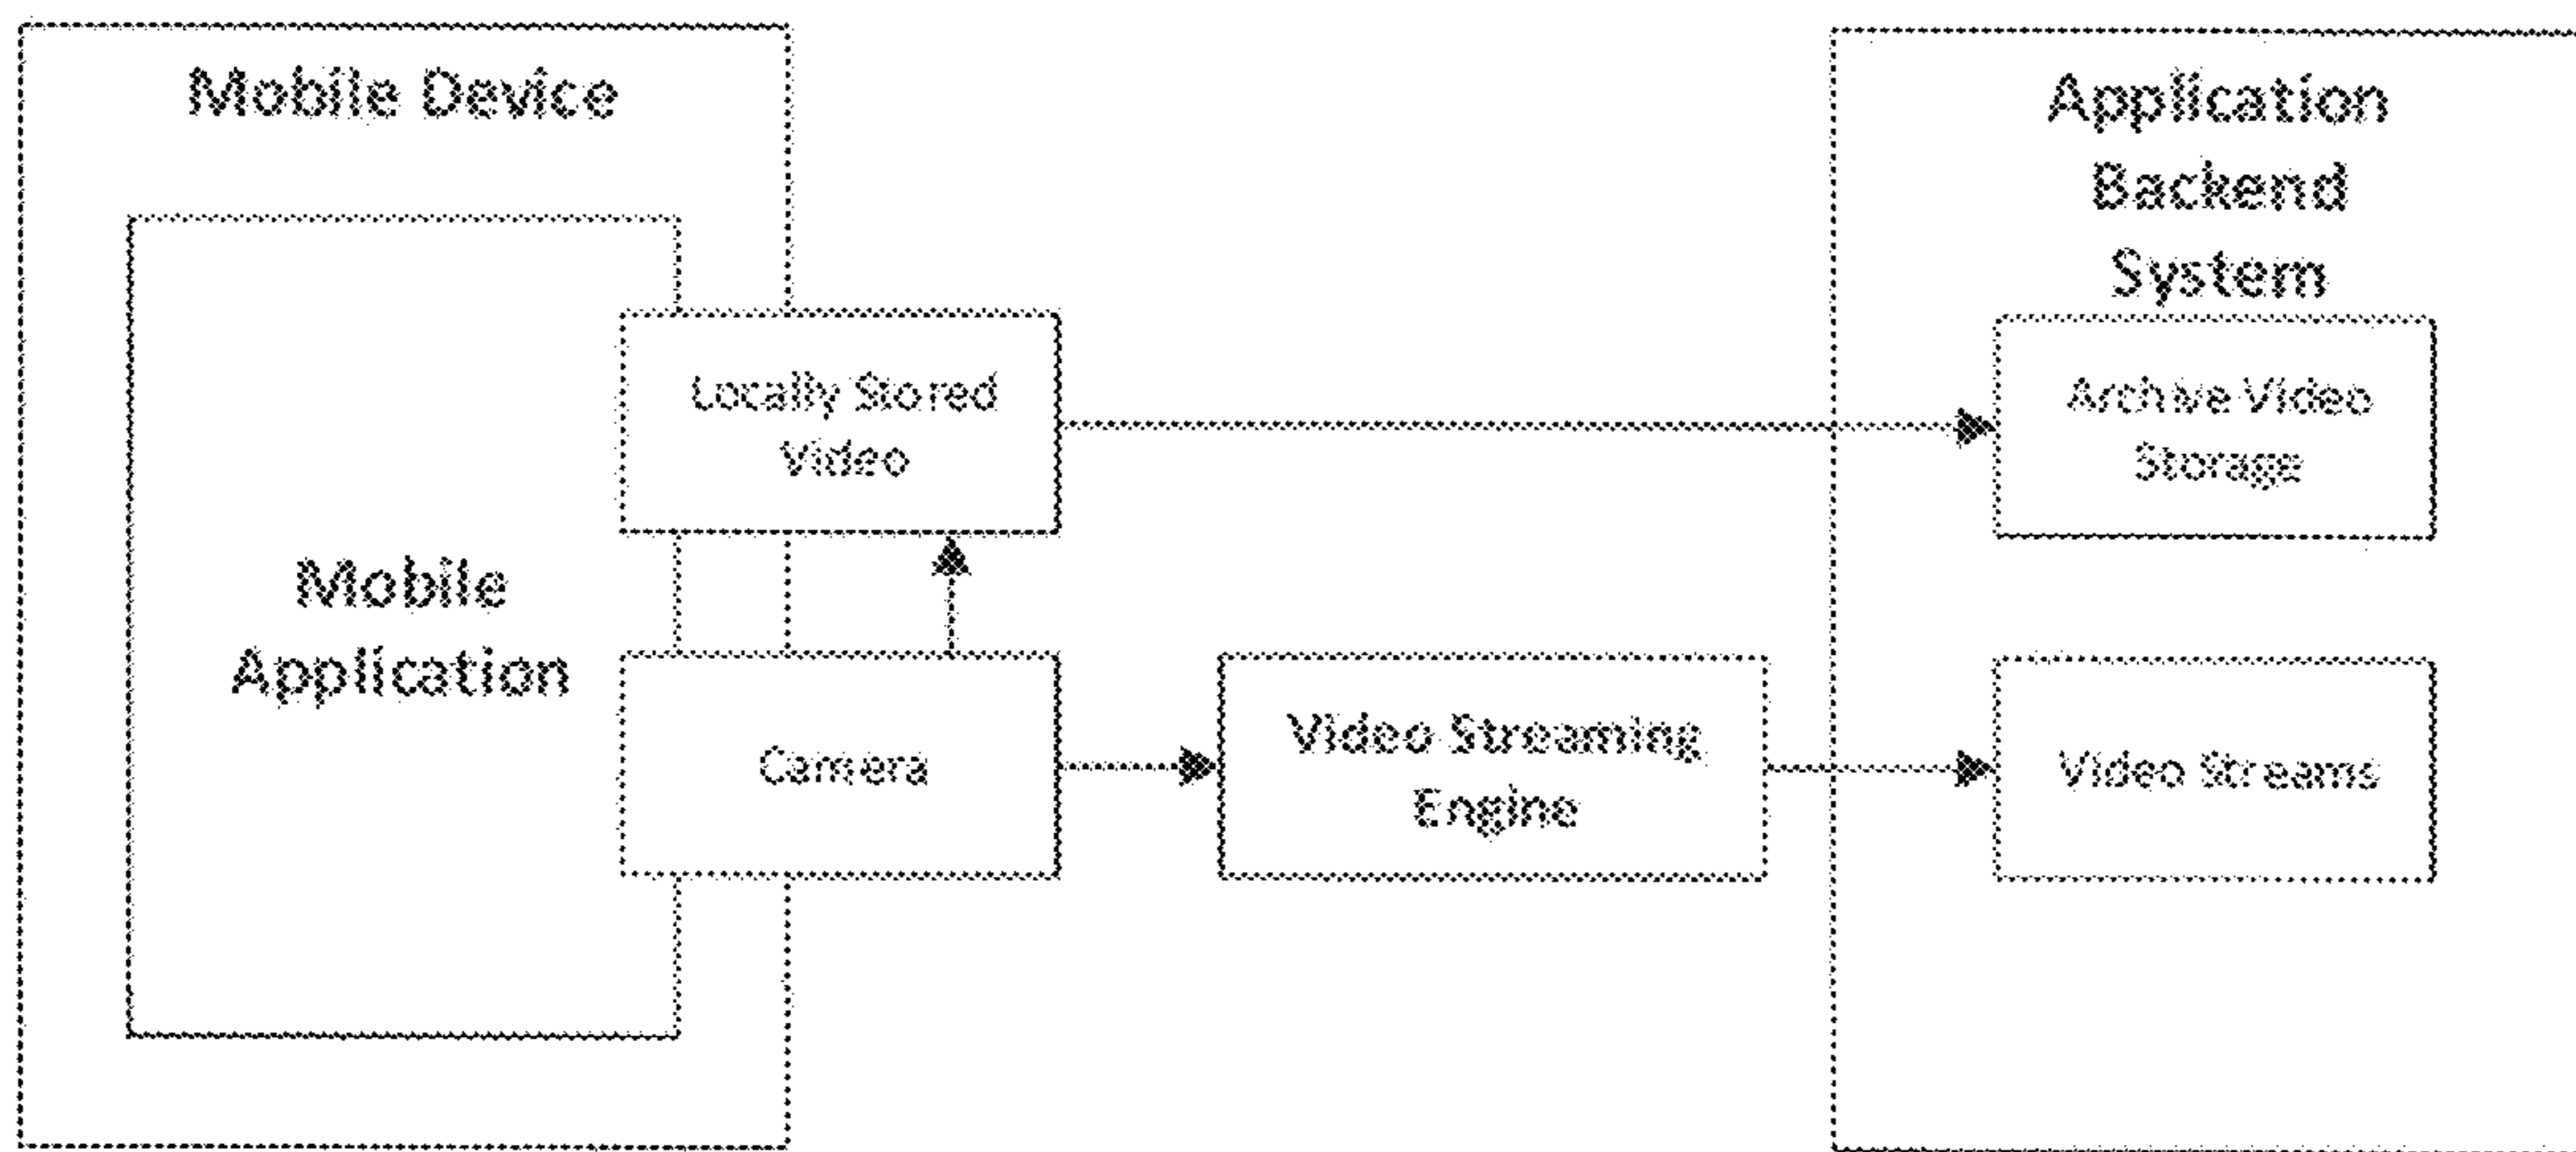 Mobile Device
Mobile
Application
Locally Stored
Video
Camera
Video Streaming
Engine
Application
Backend
System
Archive Video
Storage
Video Streams